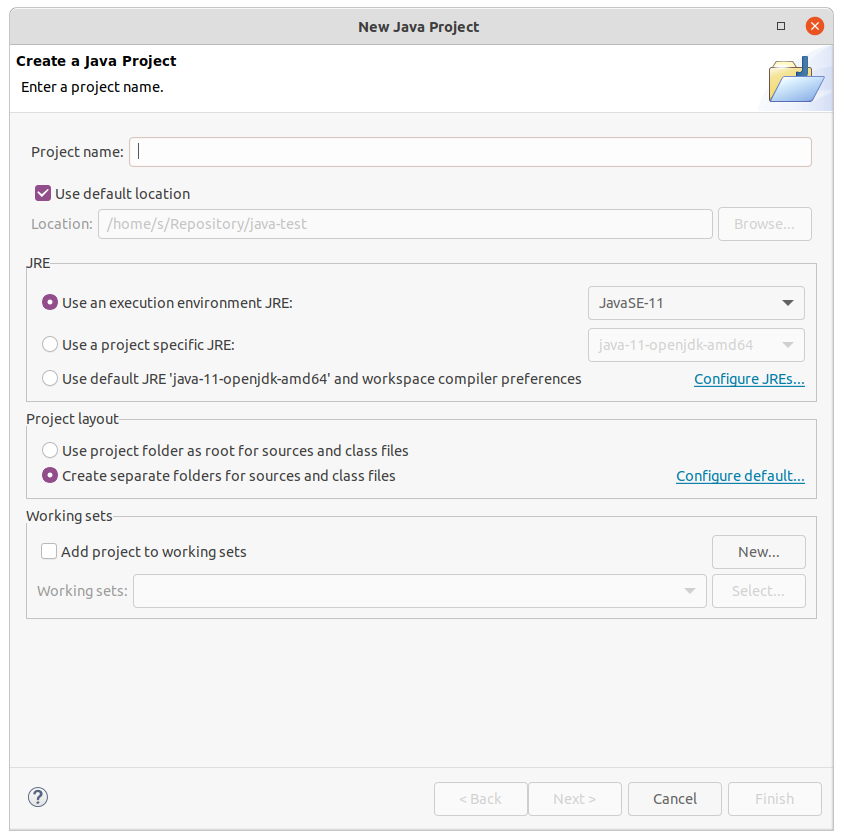 New Java Project
Create a Java Project
Enter a project name.
Project name:
Use default location
Location: /home/s/Repository/java-test Browse...
JRE
Use an execution environment JRE: JavaSE-11
Use a project specific JRE: java-11-openjdk-amd64
Use default JRE 'java-11-openjdk-amd64' and workspace compiler preferences Configure JREs...
Project layout
Use project folder as root for sources and class files
Create separate folders for sources and class files Configure default...
Working sets
Add project to working sets New...
Working sets: Select...
? < Back Next > Cancel Finish